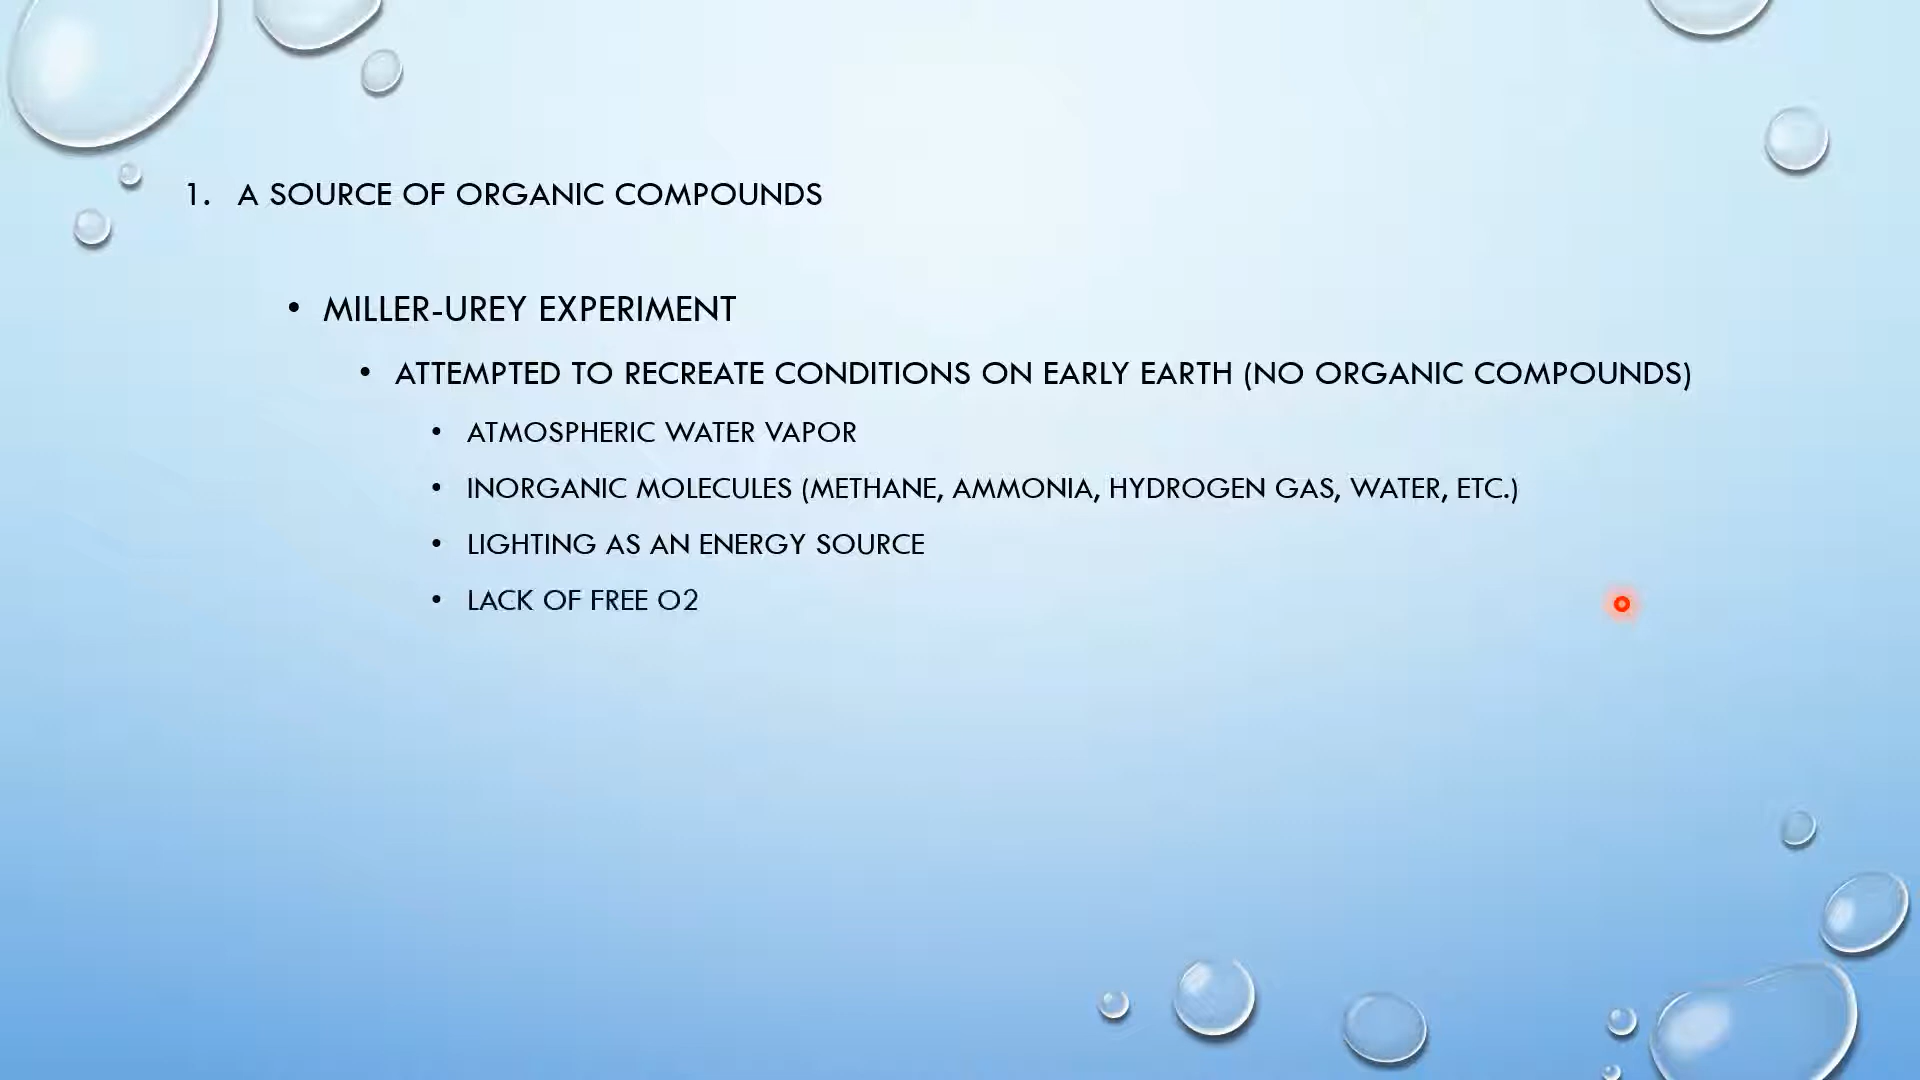 1. A SOURCE OF ORGANIC COMPOUNDS
• MILLER-UREY EXPERIMENT
• ATTEMPTED TO RECREATE CONDITIONS ON EARLY EARTH (NO ORGANIC COMPOUNDS)
• ATMOSPHERIC WATER VAPOR
• INORGANIC MOLECULES (METHANE, AMMONIA, HYDROGEN GAS, WATER, ETC.)
• LIGHTING AS AN ENERGY SOURCE
• LACK OF FREE O2